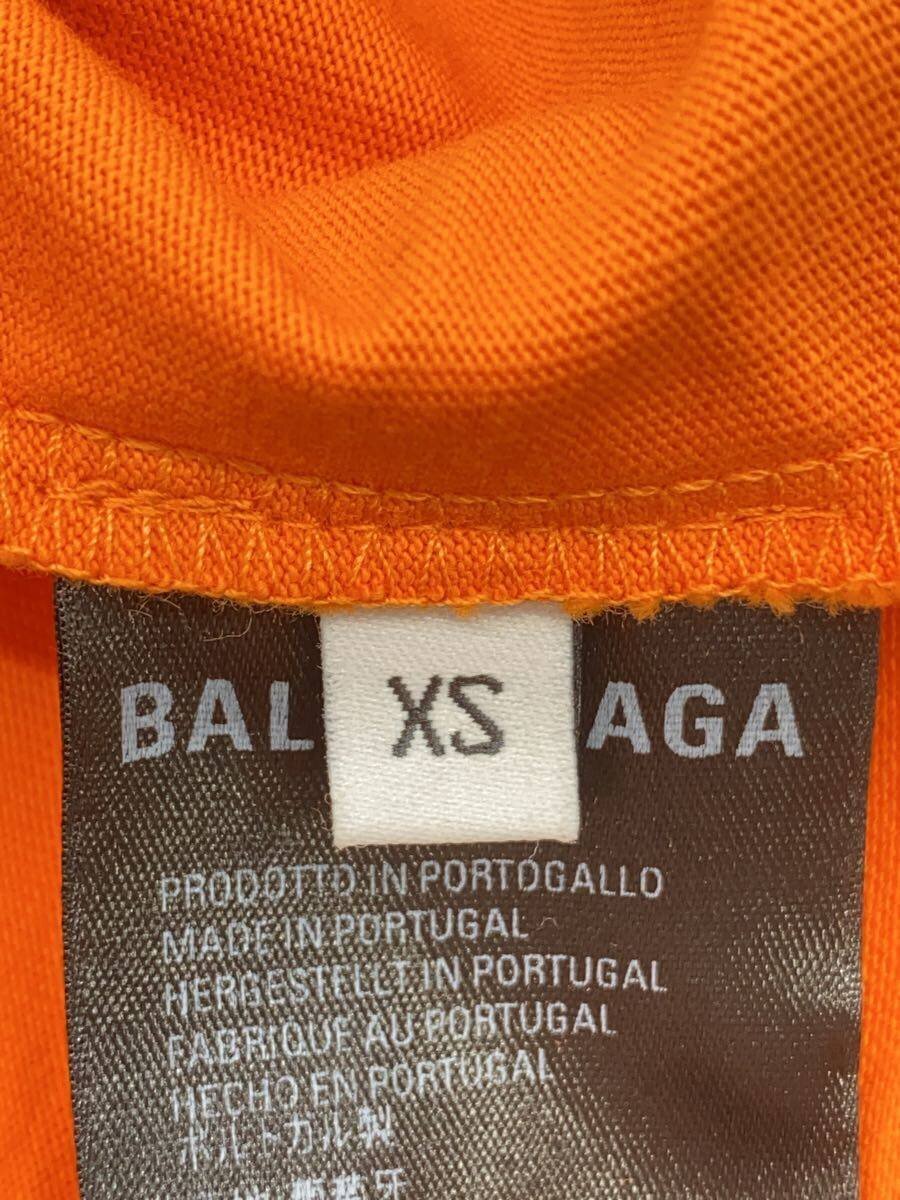 BAL AGA
XS
PRODOTTO IN PORTOGALLO
MADE IN PORTUGAL
HERGESTELLT IN PORTUGAL
FABRIQUE AU PORTUGAL
HECHO EN PORTUGAL
ポルトガル製